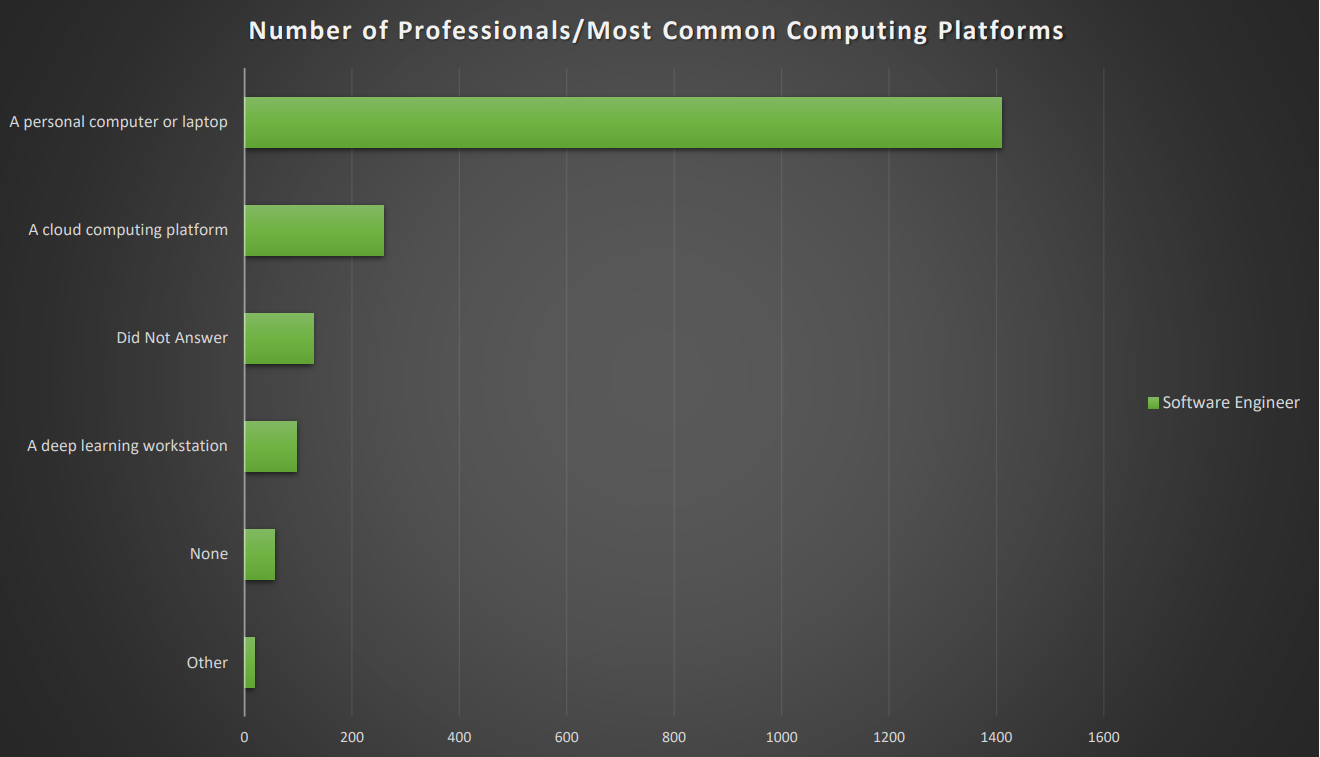 Number of Professionals/Most Common Computing Platforms
A personal computer or laptop
A cloud computing platform
Did Not Answer
A deep learning workstation
None
Other
Software Engineer
0 200 400 600 800 1000 1200 1400 1600